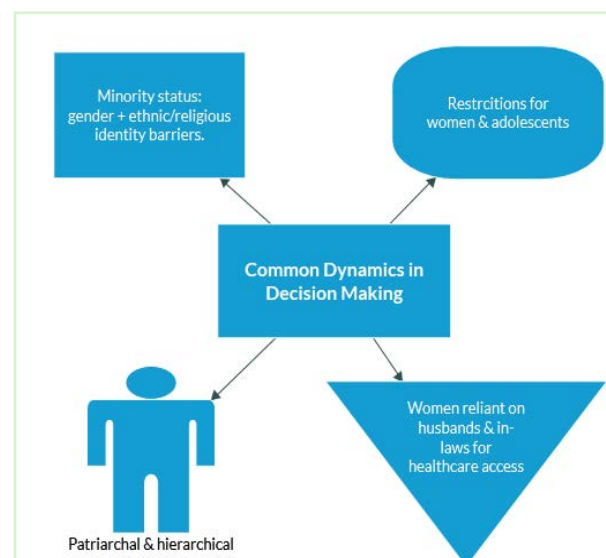 Minority status:
gender + ethnic/religious
identity barriers.
Restrcitions for
women & adolescents
Common Dynamics in
Decision Making
Patriarchal & hierarchical
Women reliant on
husbands & in-
laws for
healthcare access